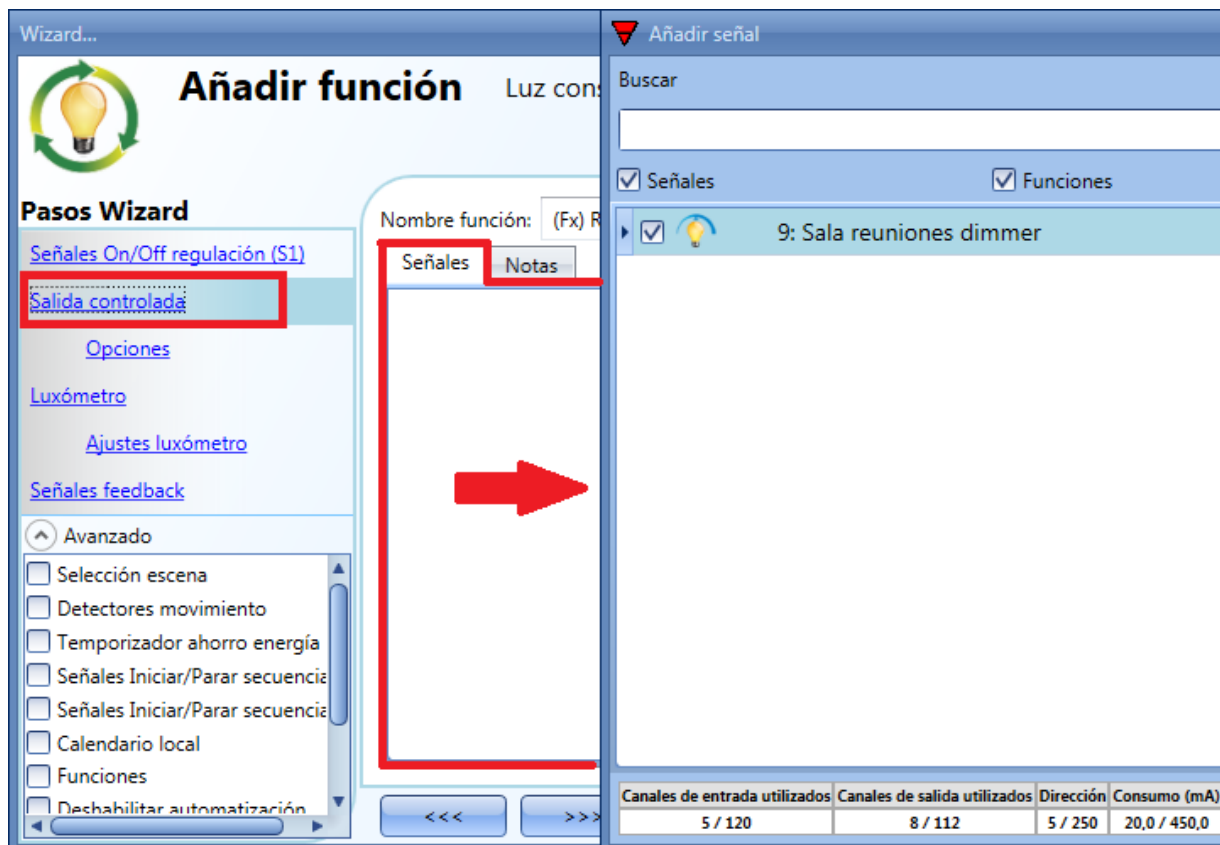 Wizard...
Añadir función
Luz cons
Pasos Wizard
Señales On/Off regulación (S1)
Salida controlada
Opciones
Luxómetro
Ajustes luxómetro
Señales feedback
Avanzado
Selección escena
Detectores movimiento
Temporizador ahorro energía
Señales Iniciar/Parar secuencia
Señales Iniciar/Parar secuencia
Calendario local
Funciones
Deshabilitar automatización
Nombre función: (Fx) R
Señales Notas
<<< >>>
Añadir señal
Buscar
Señales Funciones
9: Sala reuniones dimmer
Canales de entrada utilizados Canales de salida utilizados Dirección Consumo (mA)
5 / 120 8 / 112 5 / 250 20,0 / 450,0